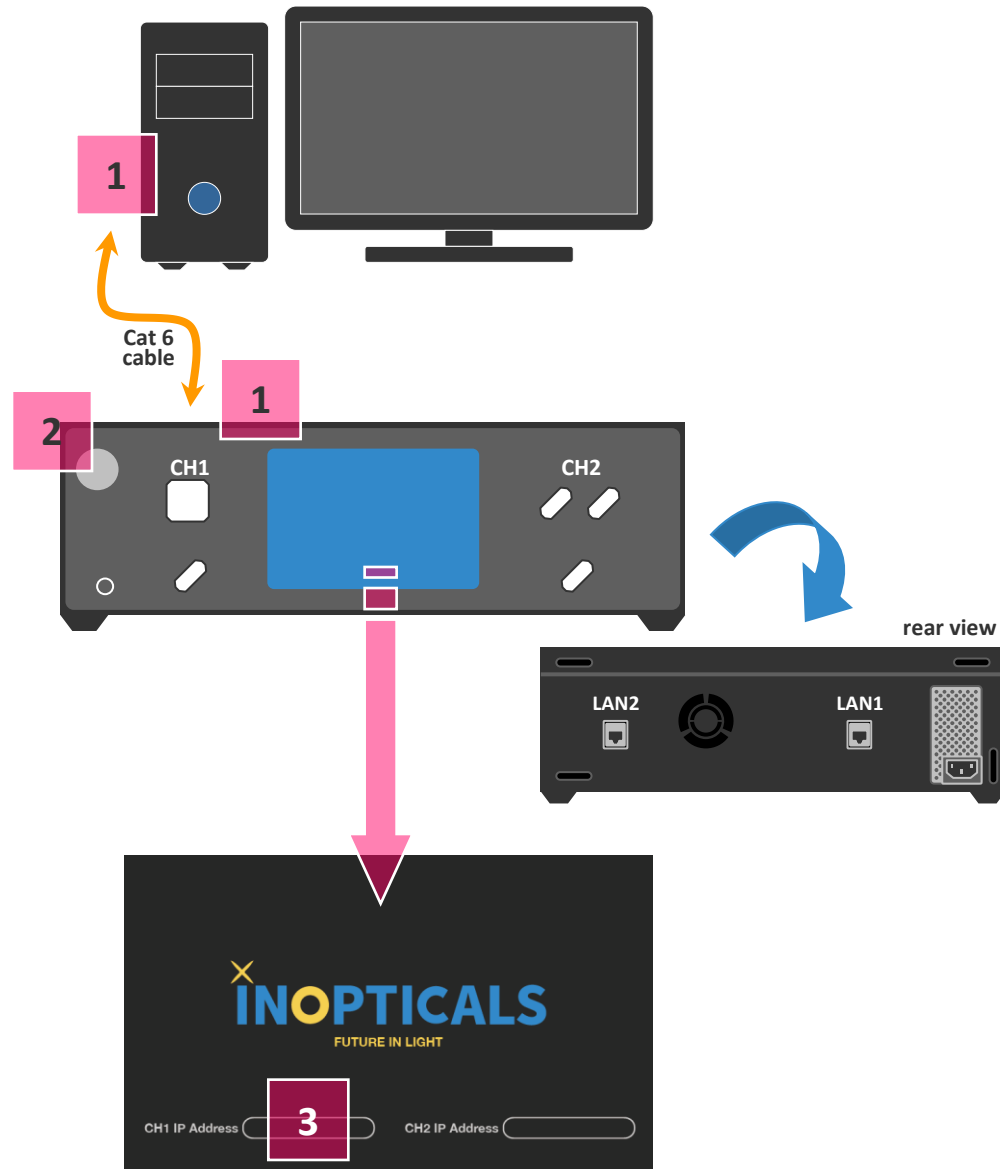 1
Cat 6
cable
1
2
CH1
CH2
rear view
LAN2
LAN1
INOPTICALS
FUTURE IN LIGHT
CH1 IP Address
3
CH2 IP Address